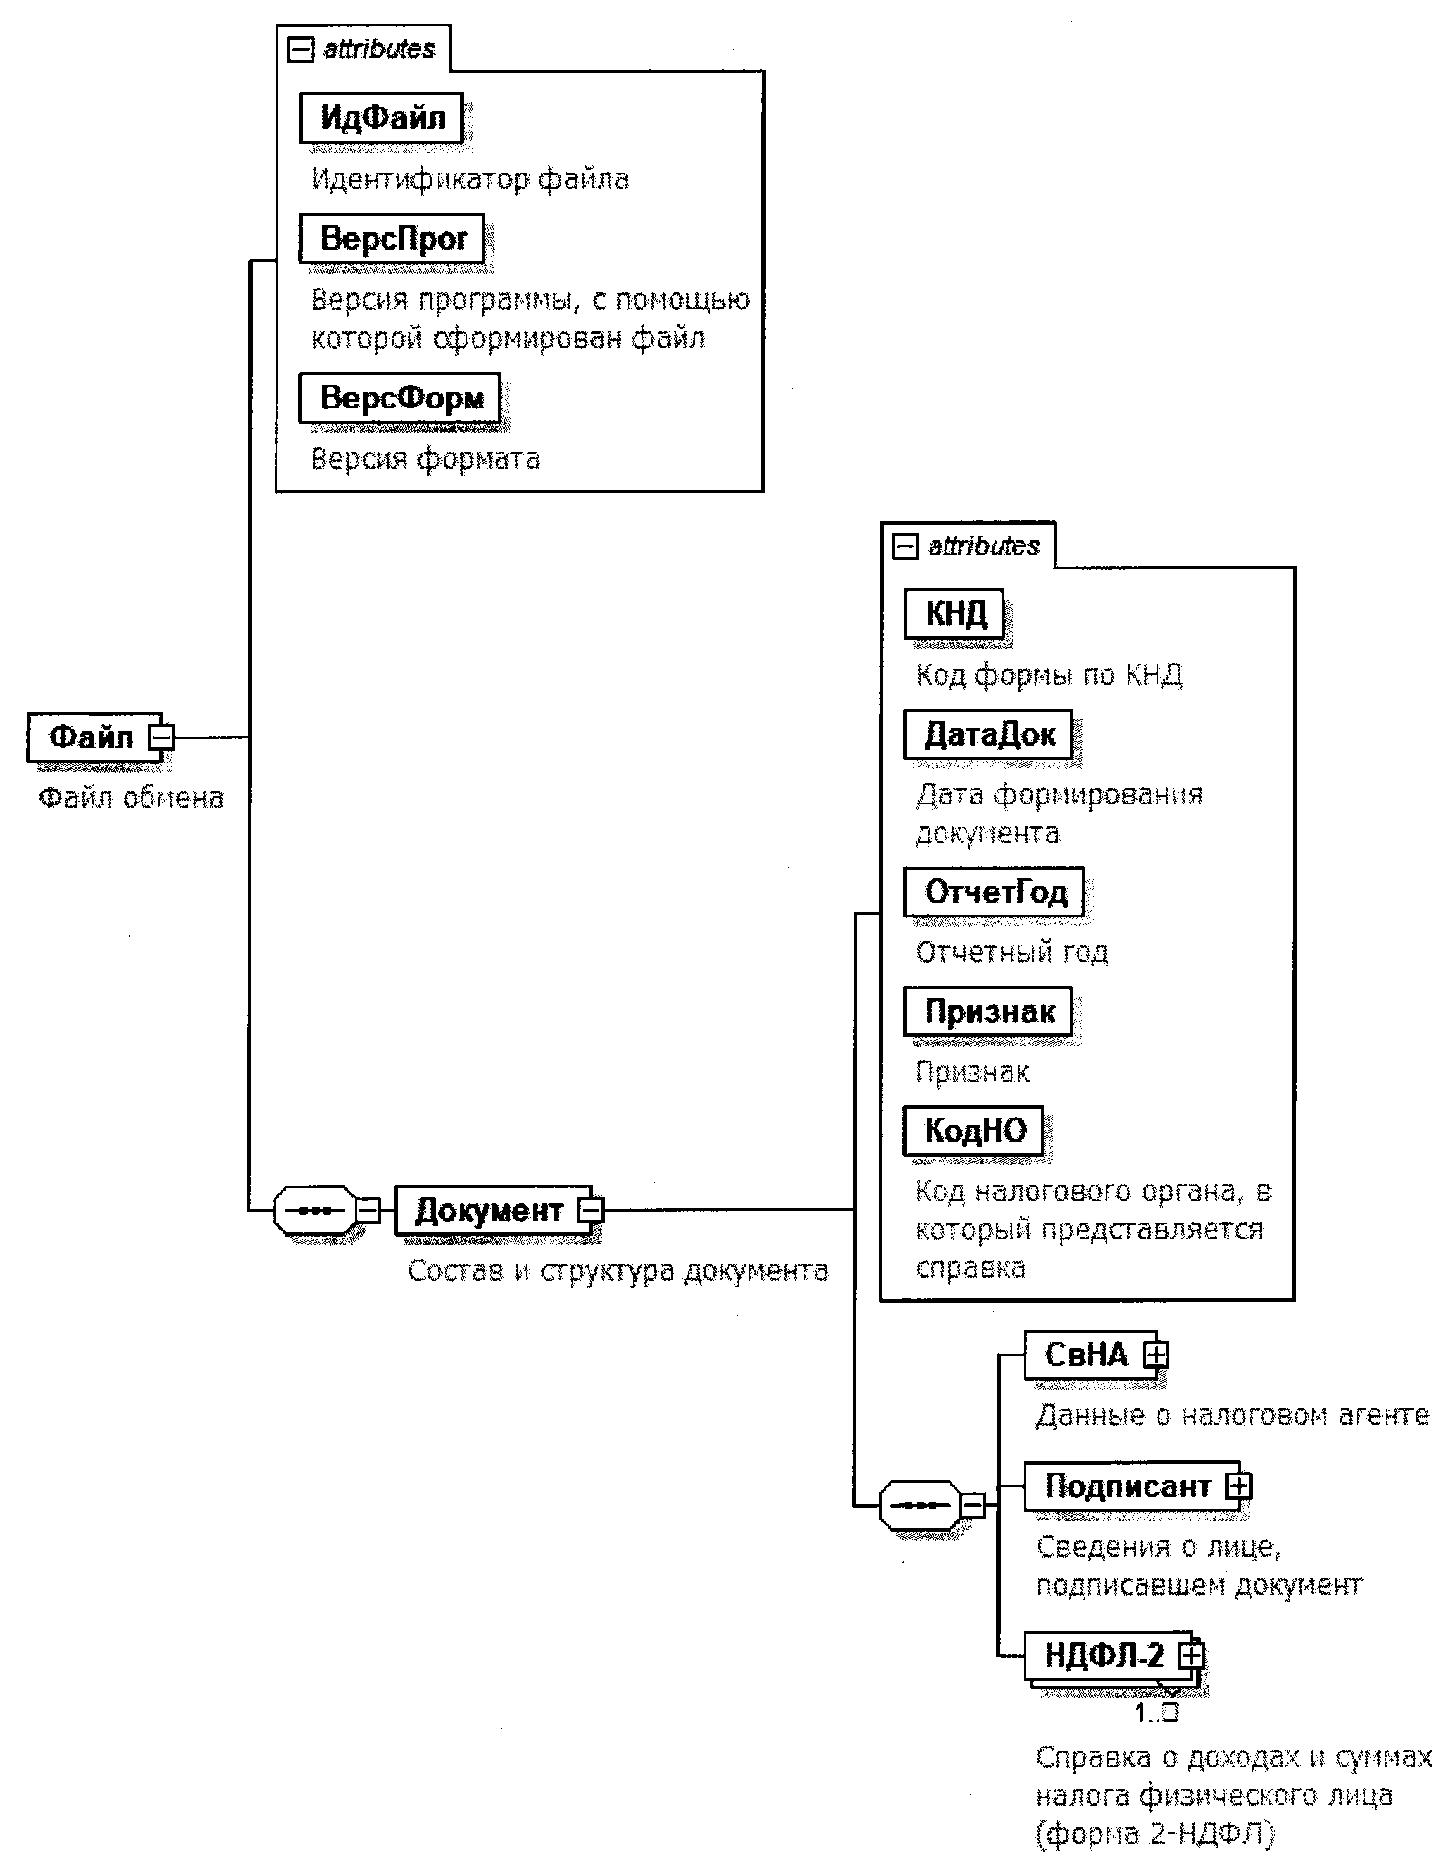 attributes
ИдФайл
Идентификатор файла
ВерсПрог
Версия программы, с помощью
которой сформирован файл
ВерсФорм
Версия формата
attributes
КНД
Код формы по КНД
Файл
Файл обмена
ДатаДок
Дата формирования
документа
ОтчетГод
Отчетный год
Признак
Признак
КодНО
Код налогового органа, в
который представляется
справка
Документ
Состав и структура документа
СвНА
Данные о налоговом агенте
Подписант
Сведения о лице,
подписавшем документ
НДФЛ-2
1..□
Справка о доходах и суммах
налога физического лица
(форма 2-НДФЛ)